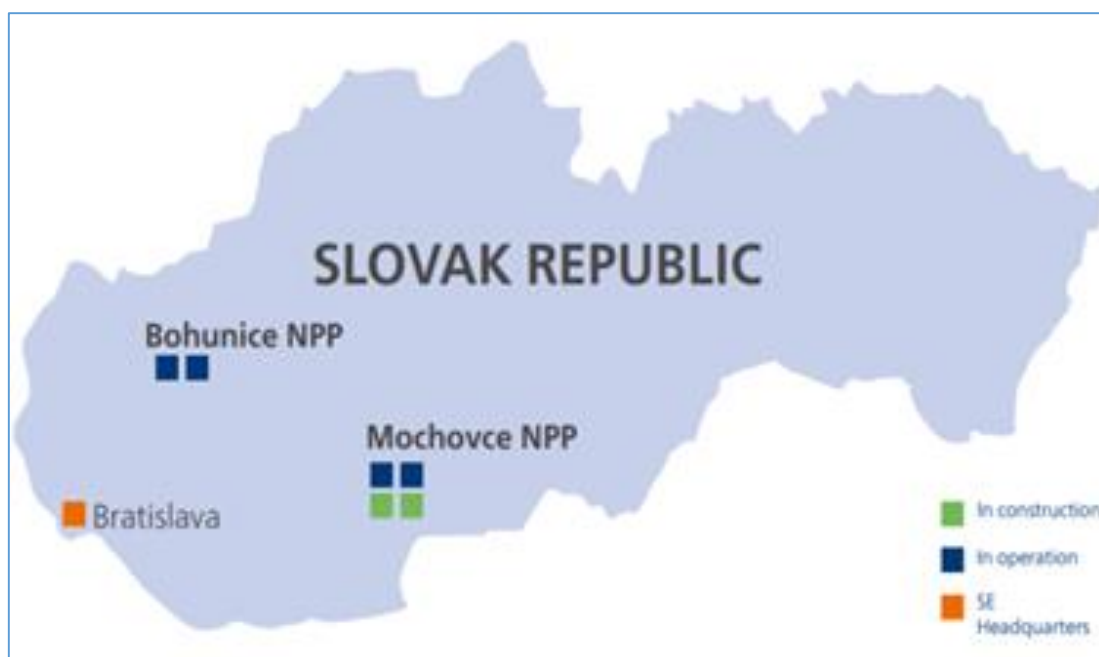 SLOVAK REPUBLIC
Bohunice NPP
Mochovce NPP
Bratislava
In construction
In operation
SE
Headquarters